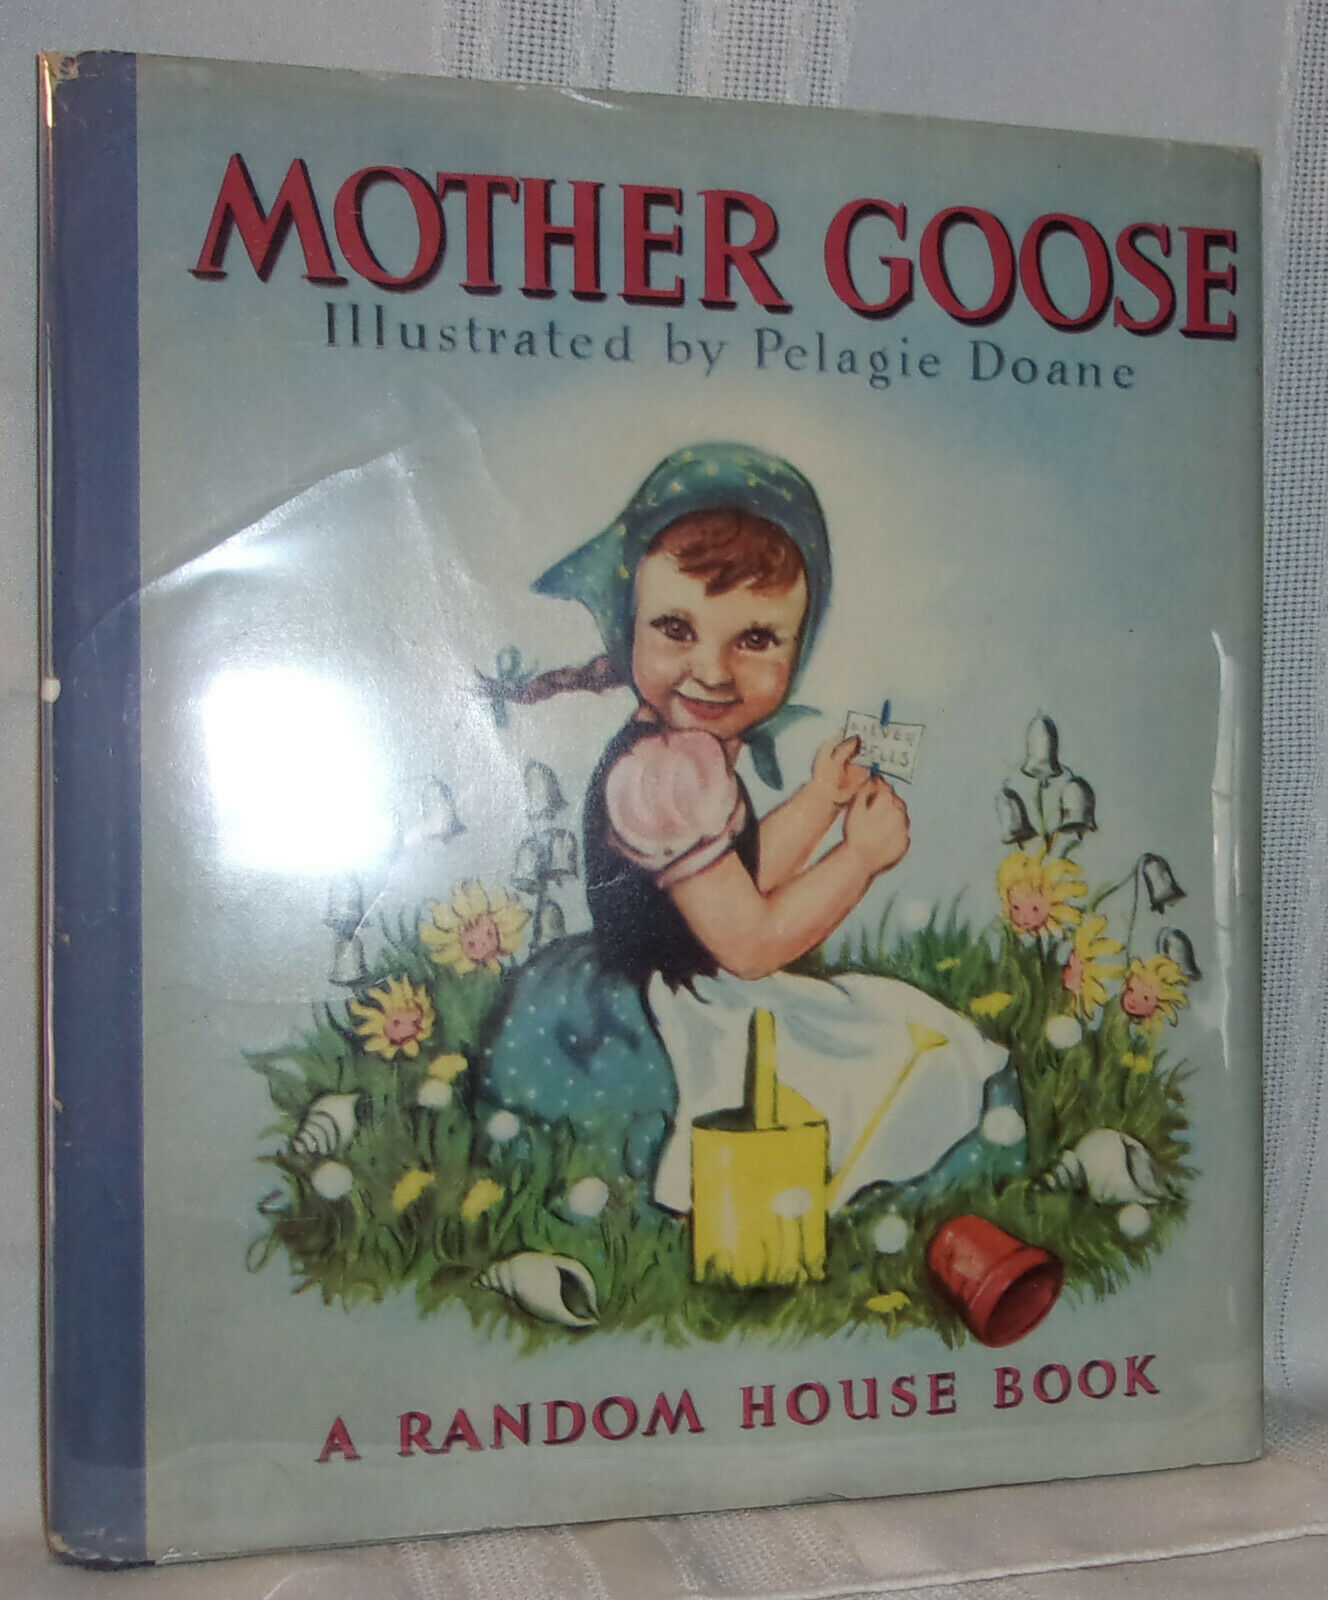 MOTHER GOOSE
Illustrated by Pelagie Doane
SILVER
BELLS
A RANDOM HOUSE BOOK